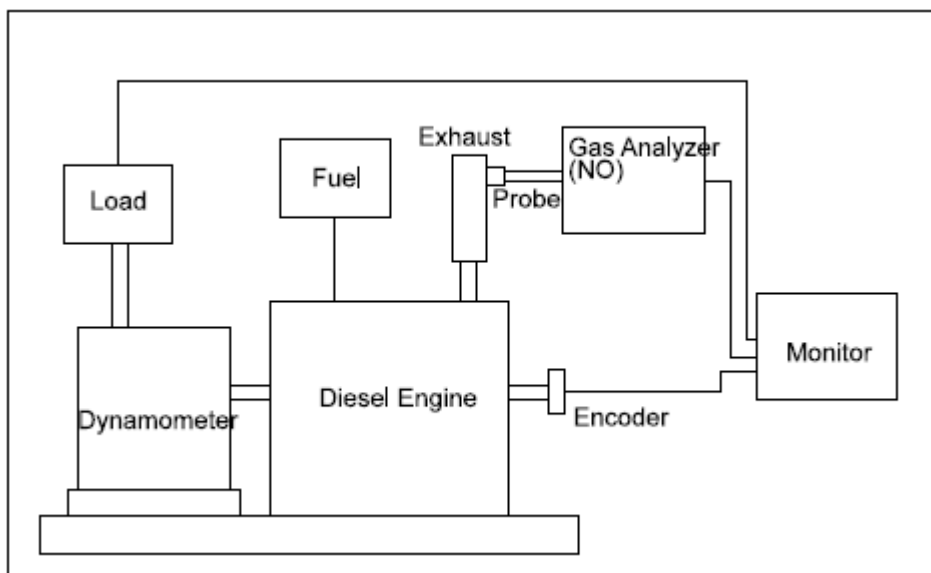 Exhaust
Gas Analyzer
(NO)
Fuel
Probe
Load
Monitor
Diesel Engine
Dynamometer
Encoder